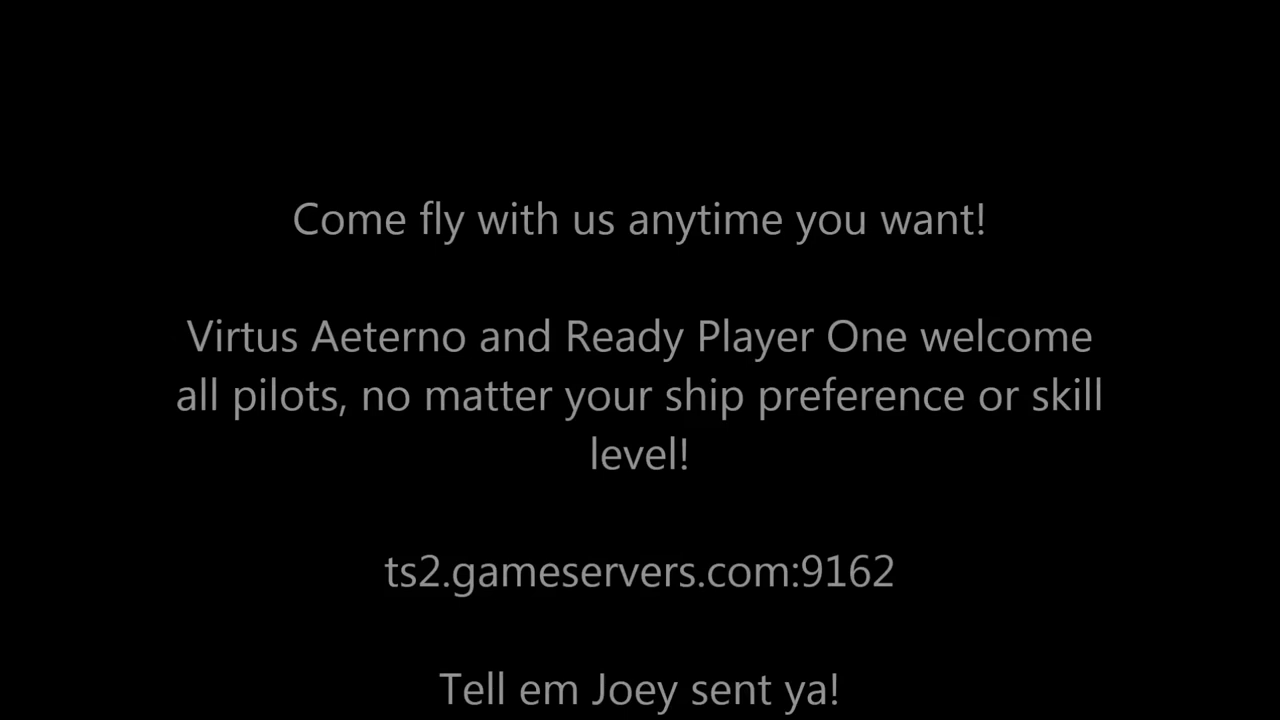 Come fly with us anytime you want!
Virtus Aeterno and Ready Player One welcome
all pilots, no matter your ship preference or skill
level!
ts2.gameservers.com:9162
Tell em Joey sent ya!